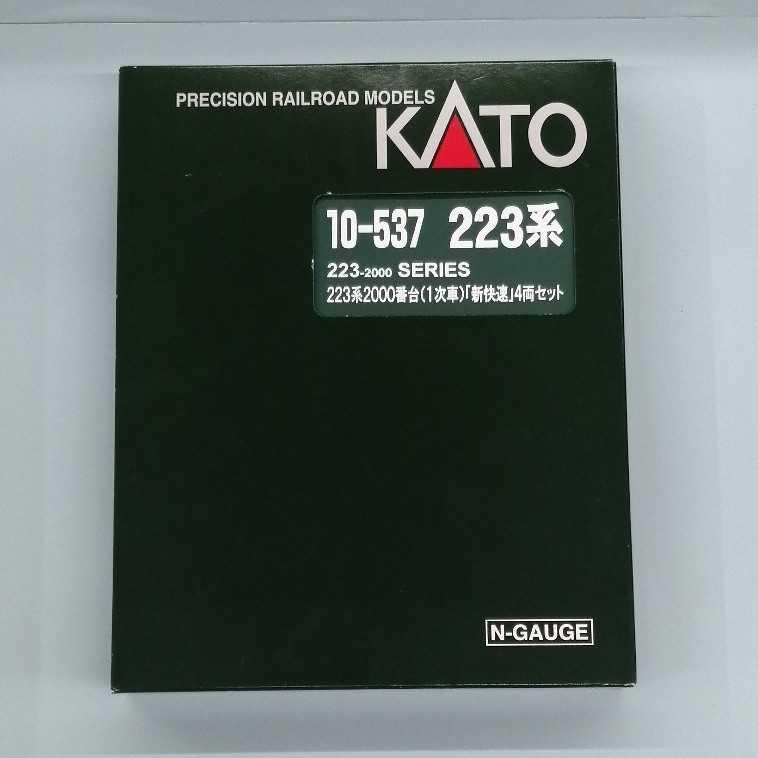 PRECISION RAILROAD MODELS
KATO
10-537 223系
223-2000 SERIES
223系2000番台(1次車)「新快速」4両セット
N-GAUGE